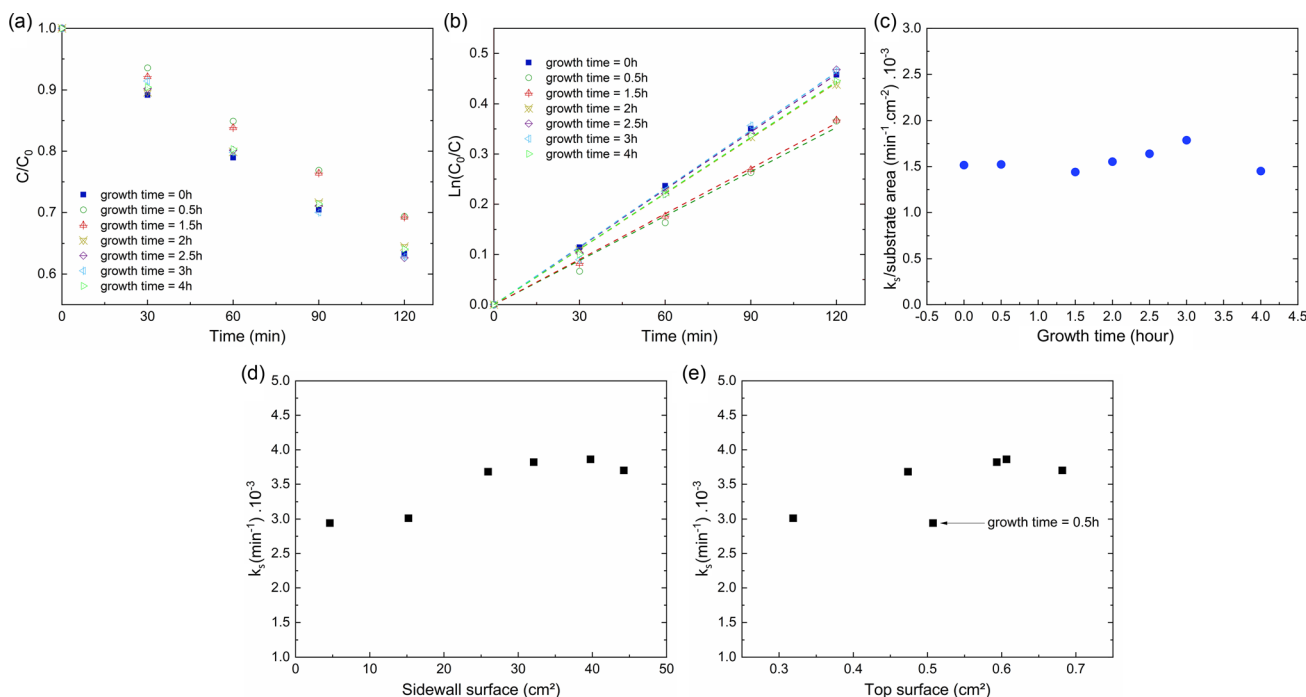 (a)
1.0
0.9
0.8
0.7
0.6
C/C₀
growth time = 0h
growth time = 0.5h
growth time = 1.5h
growth time = 2h
growth time = 2.5h
growth time = 3h
growth time = 4h
0 30 60 90 120
Time (min)
(b)
0.5
0.4
0.3
0.2
0.1
0.0
Ln(C₀/C)
growth time = 0h
growth time = 0.5h
growth time = 1.5h
growth time = 2h
growth time = 2.5h
growth time = 3h
growth time = 4h
0 30 60 90 120
Time (min)
(c)
3.0
2.5
2.0
1.5
1.0
0.5
0.0
kₛ/substrate area (min⁻¹.cm⁻²) .10⁻³
-0.5 0.0 0.5 1.0 1.5 2.0 2.5 3.0 3.5 4.0 4.5
Growth time (hour)
(d)
5.0
4.5
4.0
3.5
3.0
2.5
2.0
1.5
1.0
kₛ(min⁻¹) .10⁻³
0 10 20 30 40 50
Sidewall surface (cm²)
(e)
5.0
4.5
4.0
3.5
3.0
2.5
2.0
1.5
1.0
kₛ(min⁻¹) .10⁻³
growth time = 0.5h
0.3 0.4 0.5 0.6 0.7
Top surface (cm²)